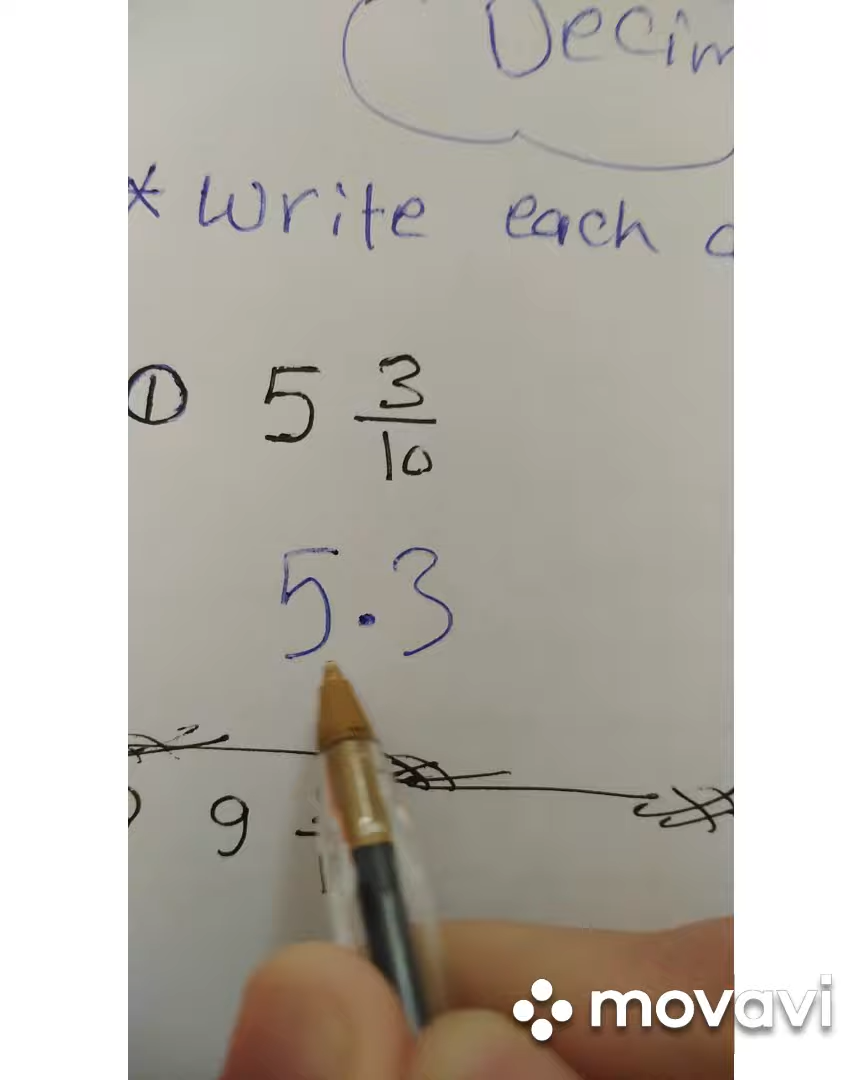 Decim
* Write each
① 5 3/10
5.3
9
movavi